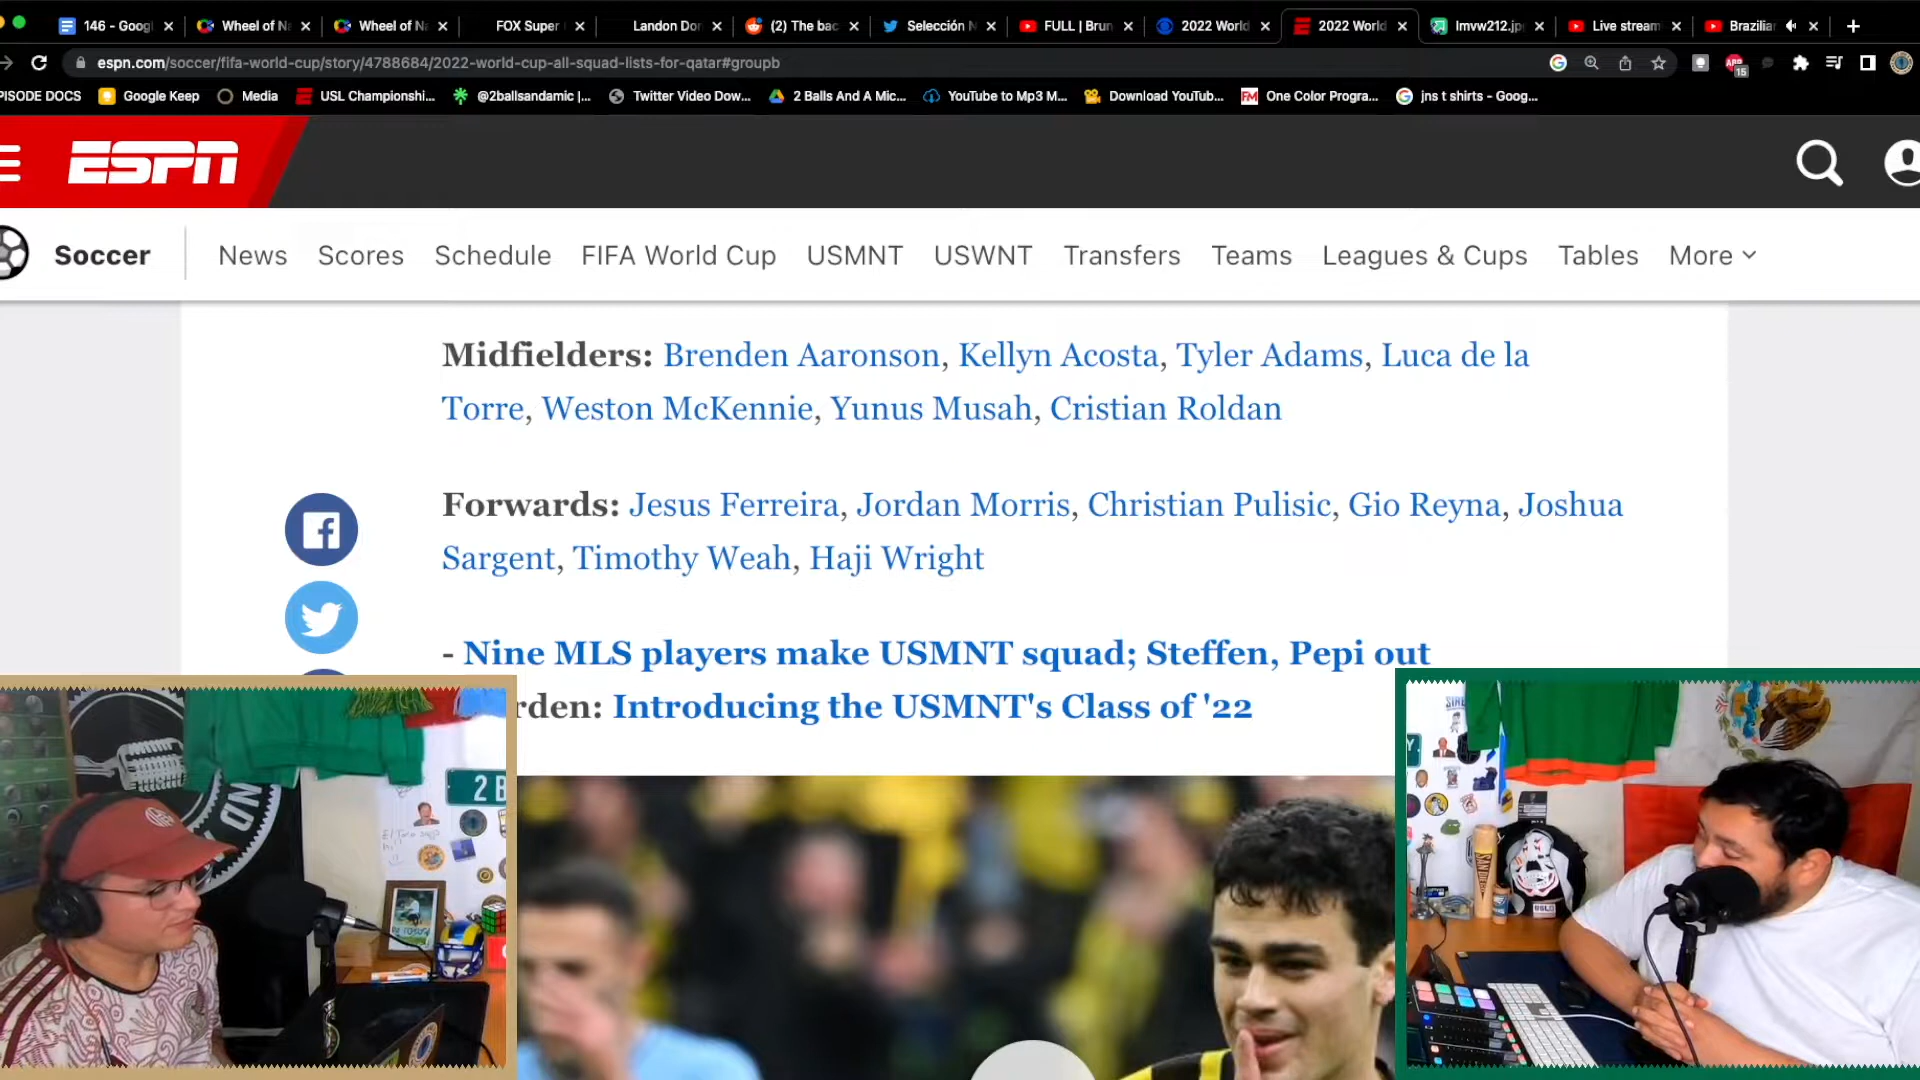 146 - Googl
Wheel of N
Wheel of Na
FOX Super
Landon Don
(2) The bac
Selección N
FULL | Brun
2022 World
2022 World
lmvw212.jp
Live stream
Brazilia
espn.com/soccer/fifa-world-cup/story/4788684/2022-world-cup-all-squad-lists-for-qatar#groupb
15
PISODE DOCS
Google Keep
Media
USL Championshi...
@2ballsandamic |...
Twitter Video Dow...
2 Balls And A Mic...
YouTube to Mp3 M...
Download YouTub...
One Color Progra...
jns t shirts - Goog...
ESPN
Soccer
News
Scores
Schedule
FIFA World Cup
USMNT
USWNT
Transfers
Teams
Leagues & Cups
Tables
More
Midfielders: Brenden Aaronson, Kellyn Acosta, Tyler Adams, Luca de la
Torre, Weston McKennie, Yunus Musah, Cristian Roldan
Forwards: Jesus Ferreira, Jordan Morris, Christian Pulisic, Gio Reyna, Joshua
Sargent, Timothy Weah, Haji Wright
- Nine MLS players make USMNT squad; Steffen, Pepi out
rden: Introducing the USMNT's Class of '22
2 B
ND